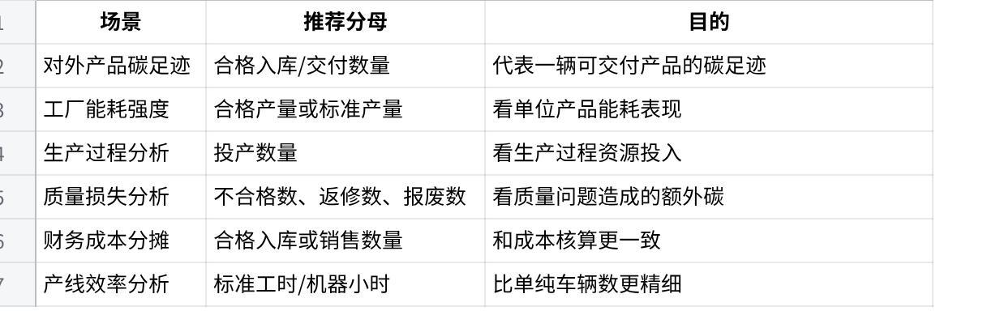 场景 推荐分母 目的
2 对外产品碳足迹 合格入库/交付数量 代表一辆可交付产品的碳足迹
工厂能耗强度 合格产量或标准产量 看单位产品能耗表现
生产过程分析 投产数量 看生产过程资源投入
质量损失分析 不合格数、返修数、报废数 看质量问题造成的额外碳
财务成本分摊 合格入库或销售数量 和成本核算更一致
产线效率分析 标准工时/机器小时 比单纯车辆数更精细